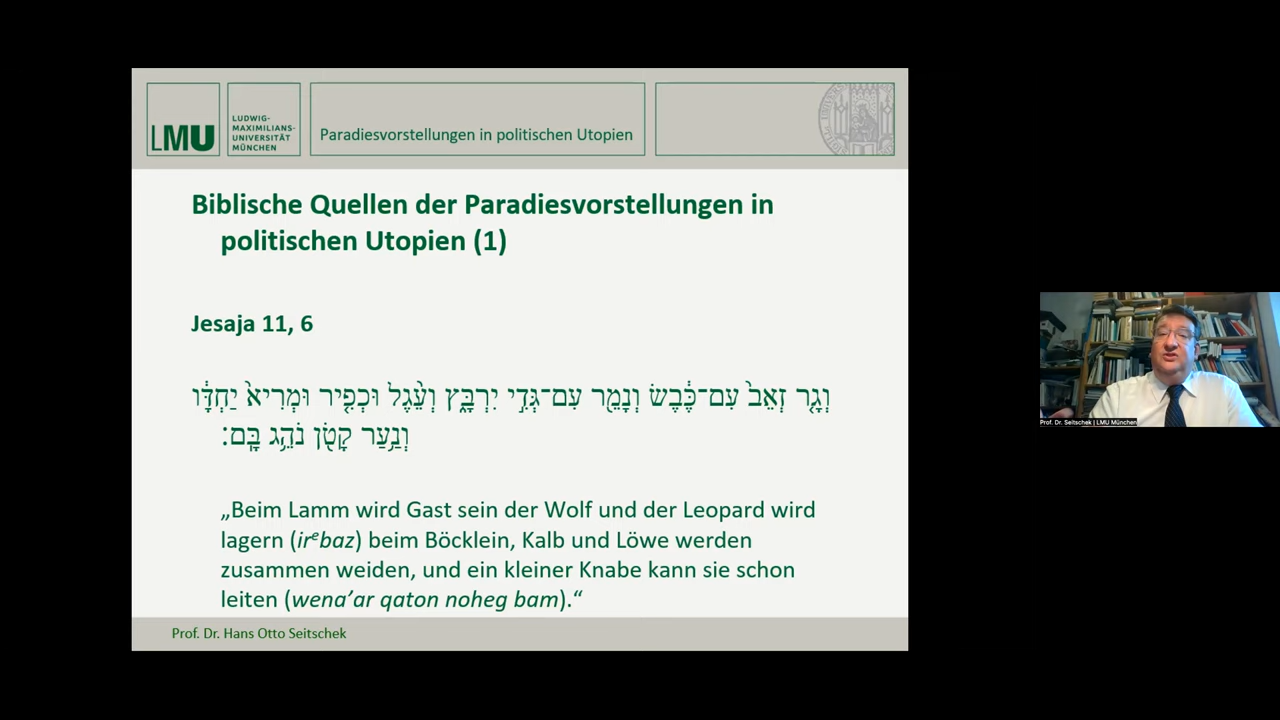 LMU
LUDWIG-
MAXIMILIANS-
UNIVERSITÄT
MÜNCHEN
Paradiesvorstellungen in politischen Utopien
Biblische Quellen der Paradiesvorstellungen in
politischen Utopien (1)
Jesaja 11, 6
וְגָ֤ר זְאֵב֙ עִם־כֶּ֔בֶשׂ וְנָמֵ֖ר עִם־גְּדִ֣י יִרְבָּ֑ץ וְעֵ֨גֶל וּכְפִ֤יר וּמְרִיא֙ יַחְדָּ֔ו
וְנַ֥עַר קָטֹ֖ן נֹהֵ֥ג בָּֽם׃
„Beim Lamm wird Gast sein der Wolf und der Leopard wird
lagern (irᵉbaz) beim Böcklein, Kalb und Löwe werden
zusammen weiden, und ein kleiner Knabe kann sie schon
leiten (wena’ar qaton noheg bam).“
Prof. Dr. Hans Otto Seitschek
Prof. Dr. Seitschek | LMU München